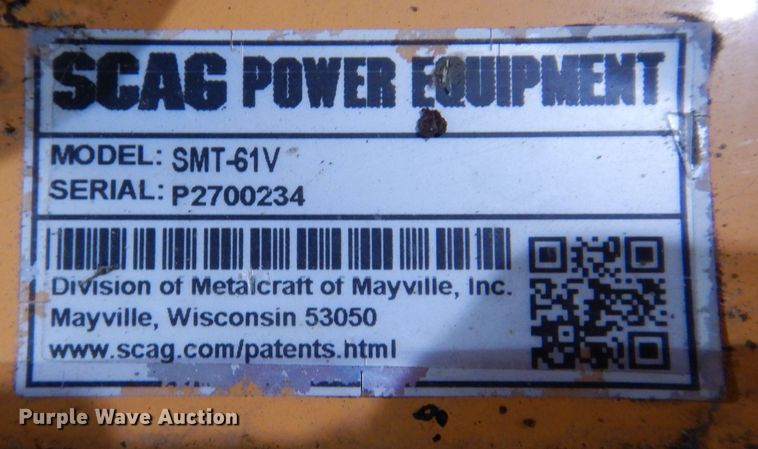 SCAG POWER EQUIPMENT
MODEL: SMT-61V
SERIAL: P2700234
Division of Metalcraft of Mayville, Inc.
Mayville, Wisconsin 53050
www.scag.com/patents.html
Purple Wave Auction